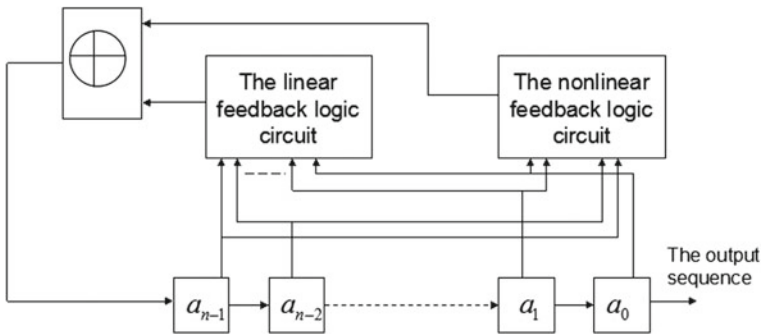 The linear
feedback logic
circuit
The nonlinear
feedback logic
circuit
The output
sequence
a_{n-1}
a_{n-2}
a_1
a_0